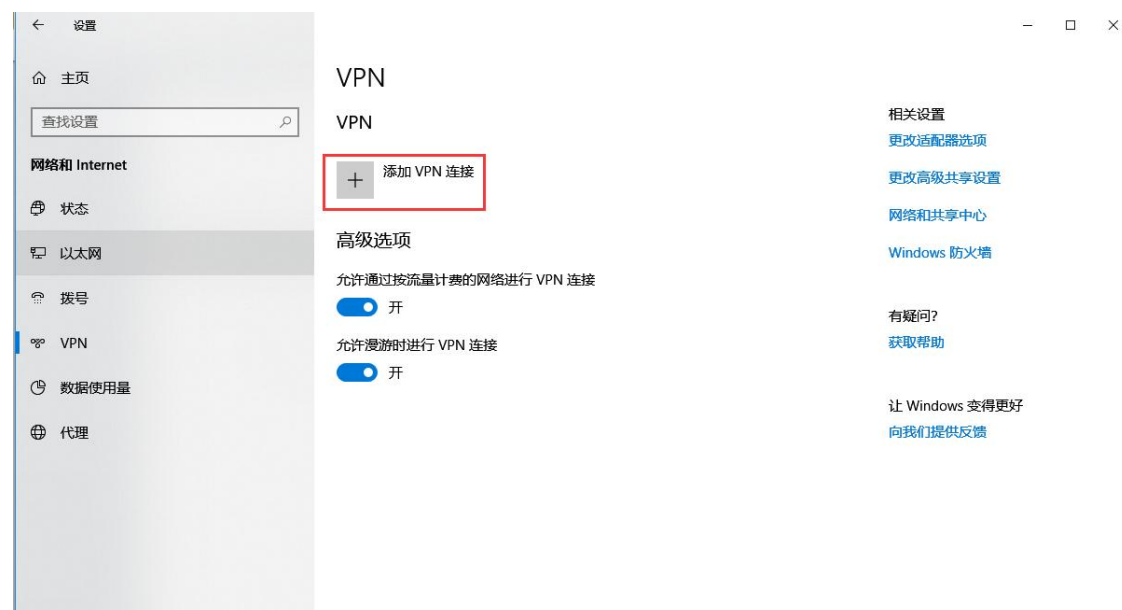 设置
主页
查找设置
网络和 Internet
状态
以太网
拨号
VPN
数据使用量
代理
VPN
VPN
添加 VPN 连接
高级选项
允许通过按流量计费的网络进行 VPN 连接
开
允许漫游时进行 VPN 连接
开
相关设置
更改适配器选项
更改高级共享设置
网络和共享中心
Windows 防火墙
有疑问?
获取帮助
让 Windows 变得更好
向我们提供反馈